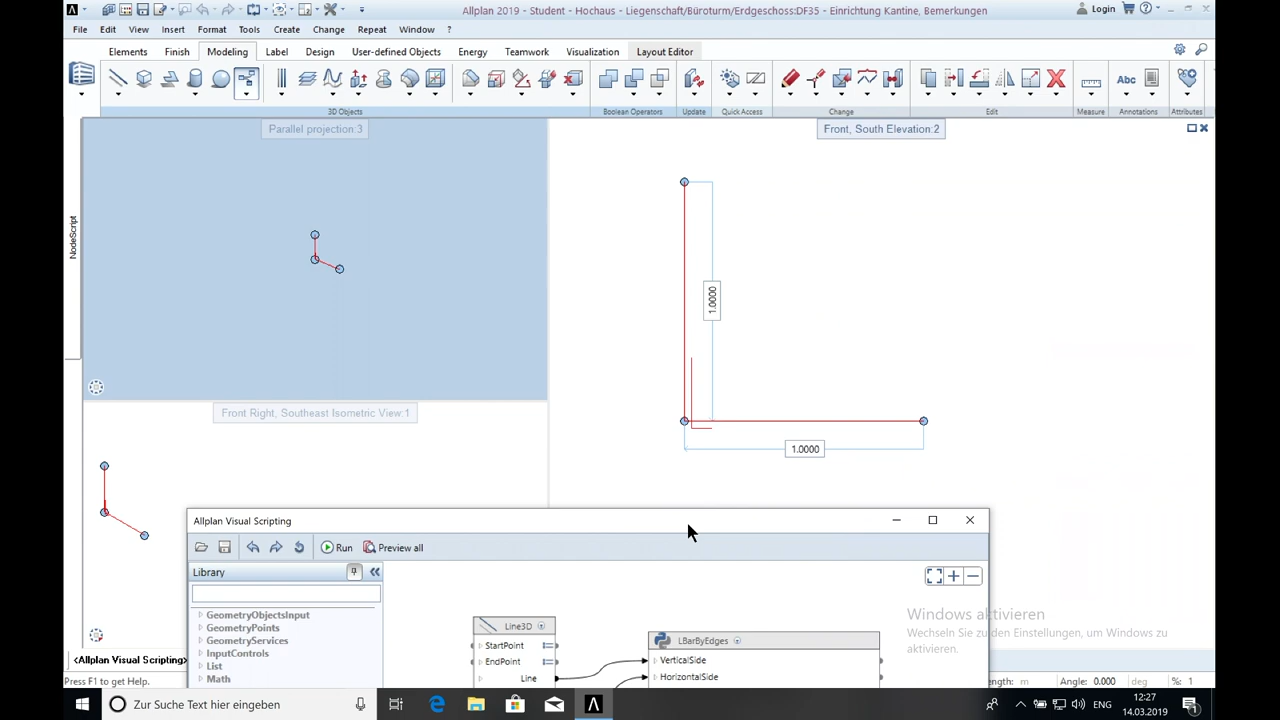 Allplan 2019 - Student - Hochaus - Liegenschaft/Büroturm/Erdgeschoss:DF35 - Einrichtung Kantine, Bemerkungen
Login
File Edit View Insert Format Tools Create Change Repeat Window ?
Elements Finish Modeling Label Design User-defined Objects Energy Teamwork Visualization Layout Editor
Abc
3D Objects Boolean Operators Update Quick Access Change Edit Measure Annotations Attributes
NodeScript
Parallel projection:3
Front, South Elevation:2
1.0000
1.0000
Front Right, Southeast Isometric View:1
Allplan Visual Scripting
Run Preview all
Library
GeometryObjectsInput
GeometryPoints
GeometryServices
InputControls
List
Math
Line3D
StartPoint
EndPoint
Line
LBarByEdges
VerticalSide
HorizontalSide
Windows aktivieren
Wechseln Sie zu den Einstellungen, um Windows zu
aktivieren.
<Allplan Visual Scripting>
Press F1 to get Help.
m Angle: 0.000 deg %: 1
Zur Suche Text hier eingeben
ENG
12:27
14.03.2019
1